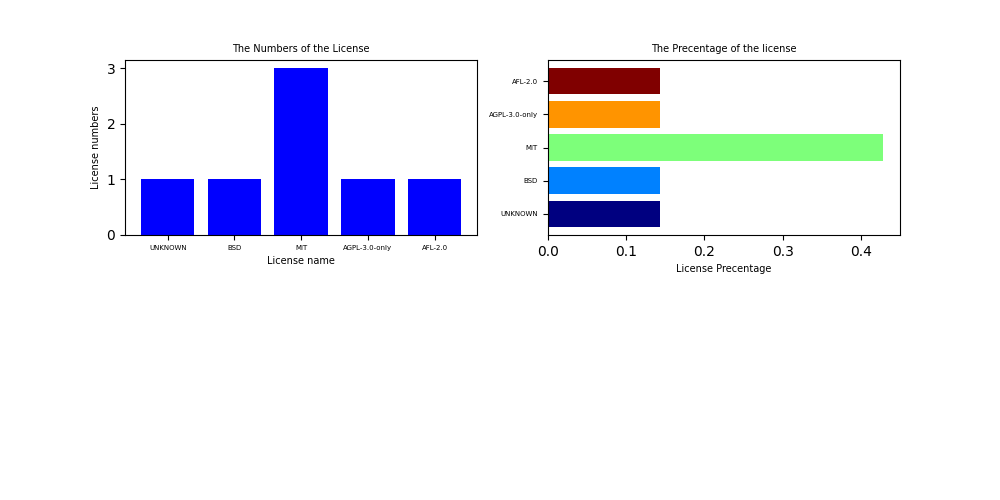 The Numbers of the License
3
2
1
0
License numbers
UNKNOWN BSD MIT AGPL-3.0-only AFL-2.0
License name
The Precentage of the license
AFL-2.0
AGPL-3.0-only
MIT
BSD
UNKNOWN
0.0 0.1 0.2 0.3 0.4
License Precentage